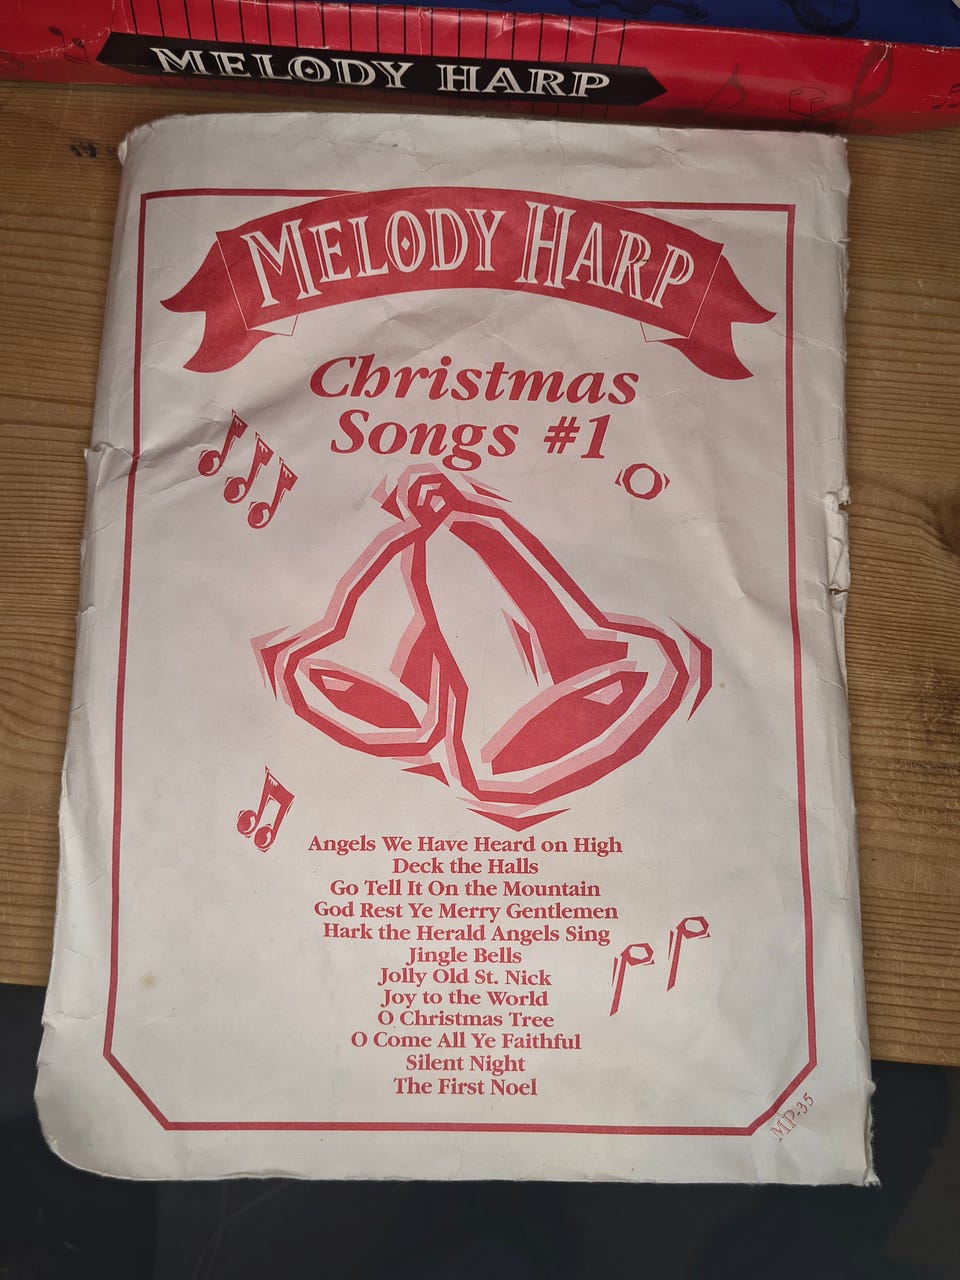 MELODY HARP
MELODY HARP
Christmas
Songs #1
Angels We Have Heard on High
Deck the Halls
Go Tell It On the Mountain
God Rest Ye Merry Gentlemen
Hark the Herald Angels Sing
Jingle Bells
Jolly Old St. Nick
Joy to the World
O Christmas Tree
O Come All Ye Faithful
Silent Night
The First Noel
MP-35